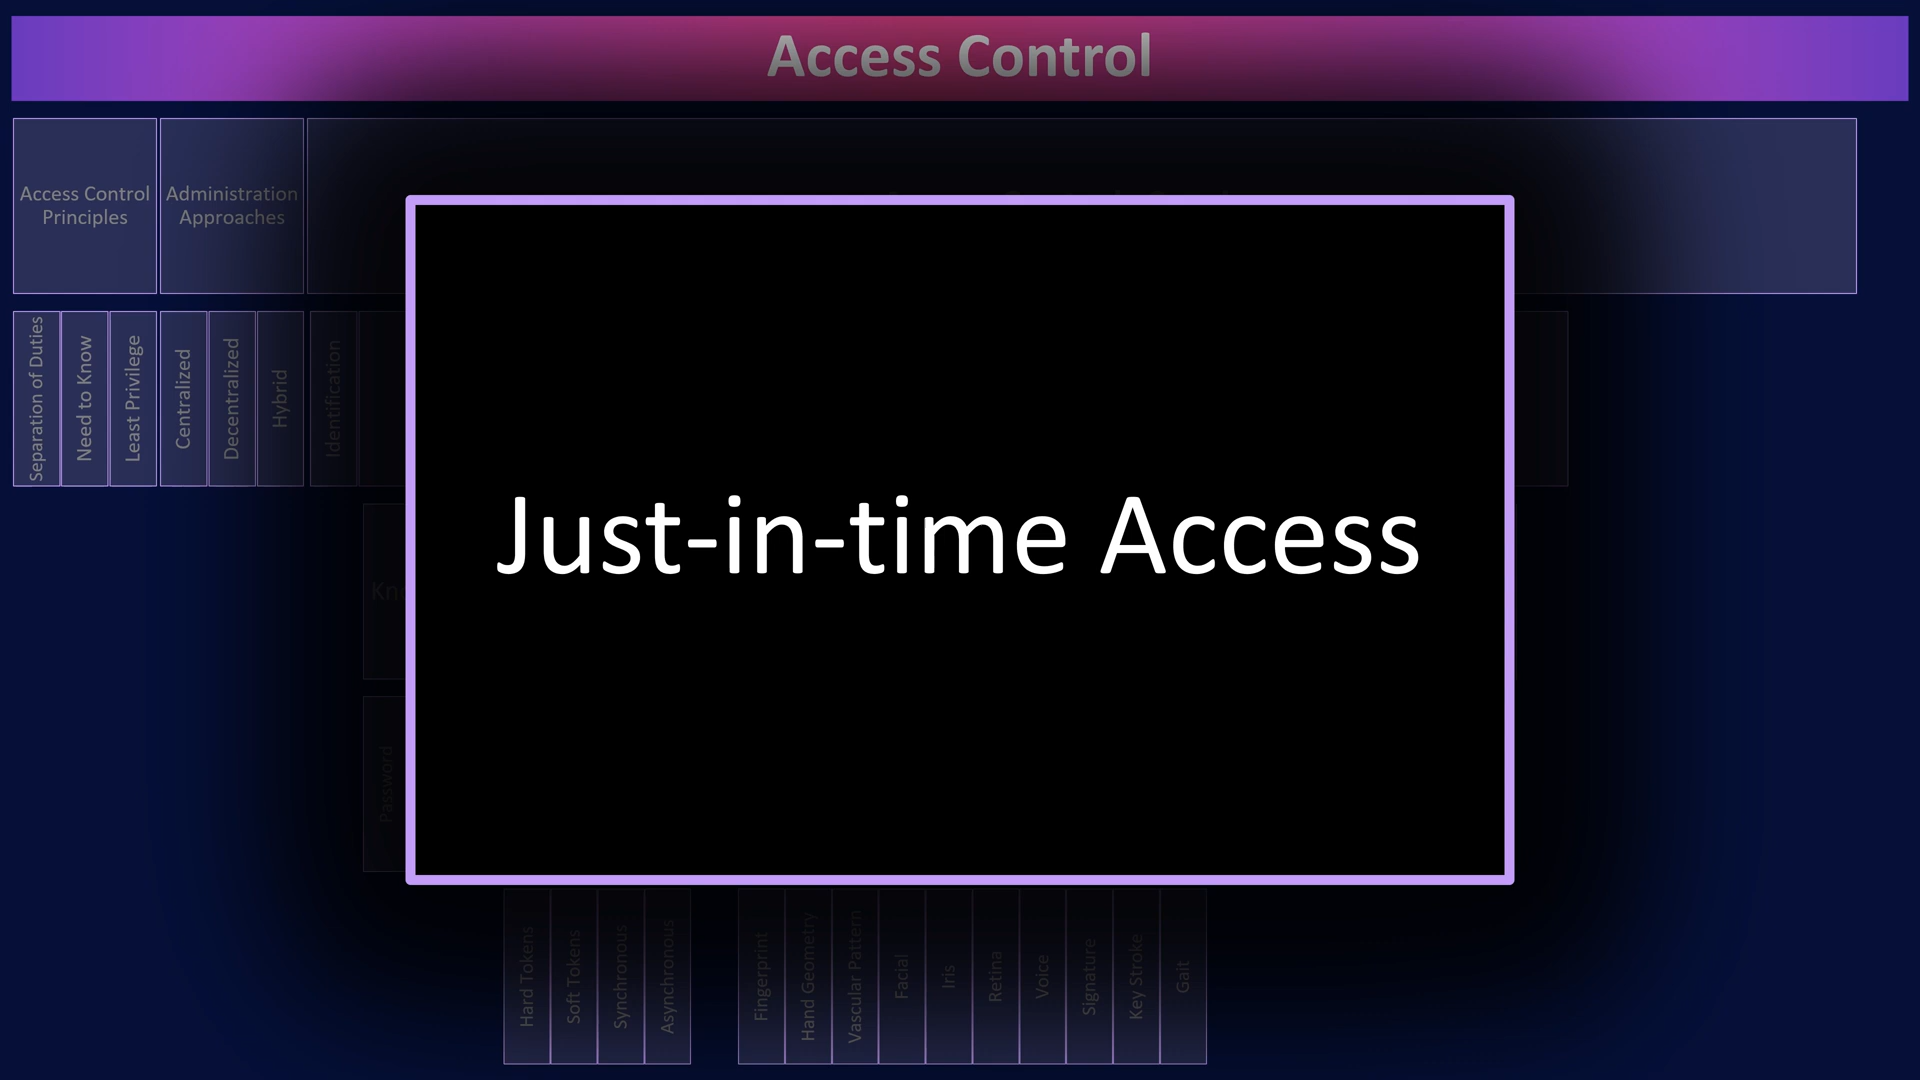 Access Control
Access Control
Principles
Administration
Approaches
Separation of Duties
Need to Know
Least Privilege
Centralized
Decentralized
Hybrid
Identification
Just-in-time Access
Password
Hard Tokens
Soft Tokens
Synchronous
Asynchronous
Fingerprint
Hand Geometry
Vascular Pattern
Facial
Iris
Retina
Voice
Signature
Key Stroke
Gait